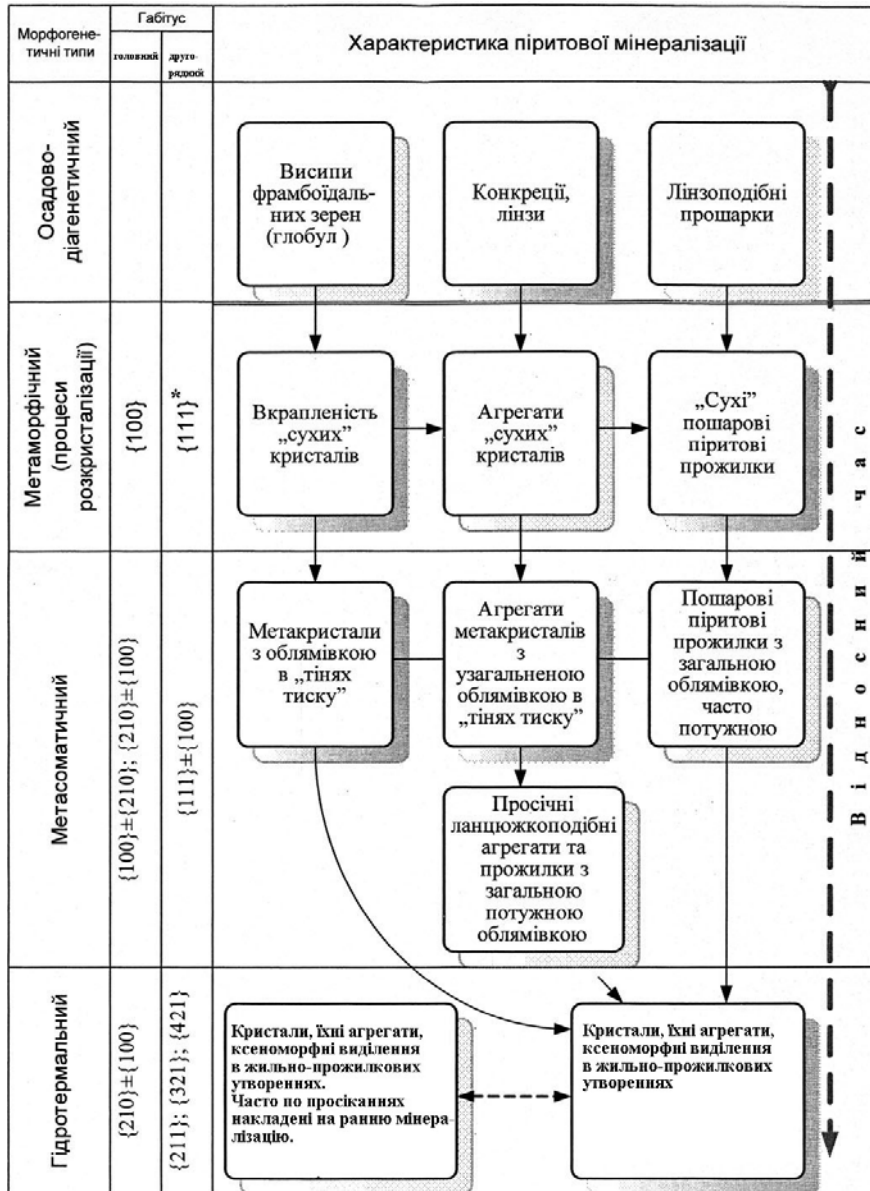 Морфогене-
тичні типи
Габітус
головний
друго-
рядний
Характеристика піритової мінералізації
Осадово-
діагенетичний
Висипи
фрамбоїдаль-
них зерен
(глобул )
Конкреції,
лінзи
Лінзоподібні
прошарки
Метаморфічний
(процеси
розкристалізації)
{100}
{111}*
Вкрапленість
„сухих”
кристалів
Агрегати
„сухих”
кристалів
„Сухі”
пошарові
піритові
прожилки
Метасоматичний
{100}±{210}; {210}±{100}
{111}±{100}
Метакристали
з облямівкою
в „тінях
тиску”
Агрегати
метакристалів
з
узагальненою
облямівкою в
„тінях тиску”
Пошарові
піритові
прожилки з
загальною
облямівкою,
часто
потужною
Просічні
ланцюжкоподібні
агрегати та
прожилки з
загальною
потужною
облямівкою
Гідротермальний
{210}±{100}
{211}; {321}; {421}
Кристали, їхні агрегати,
ксеноморфні виділення
в жильно-прожилкових
утвореннях.
Часто по просіканнях
накладені на ранню мінера-
лізацію.
Кристали, їхні агрегати,
ксеноморфні виділення
в жильно-прожилкових
утвореннях
Відносний час